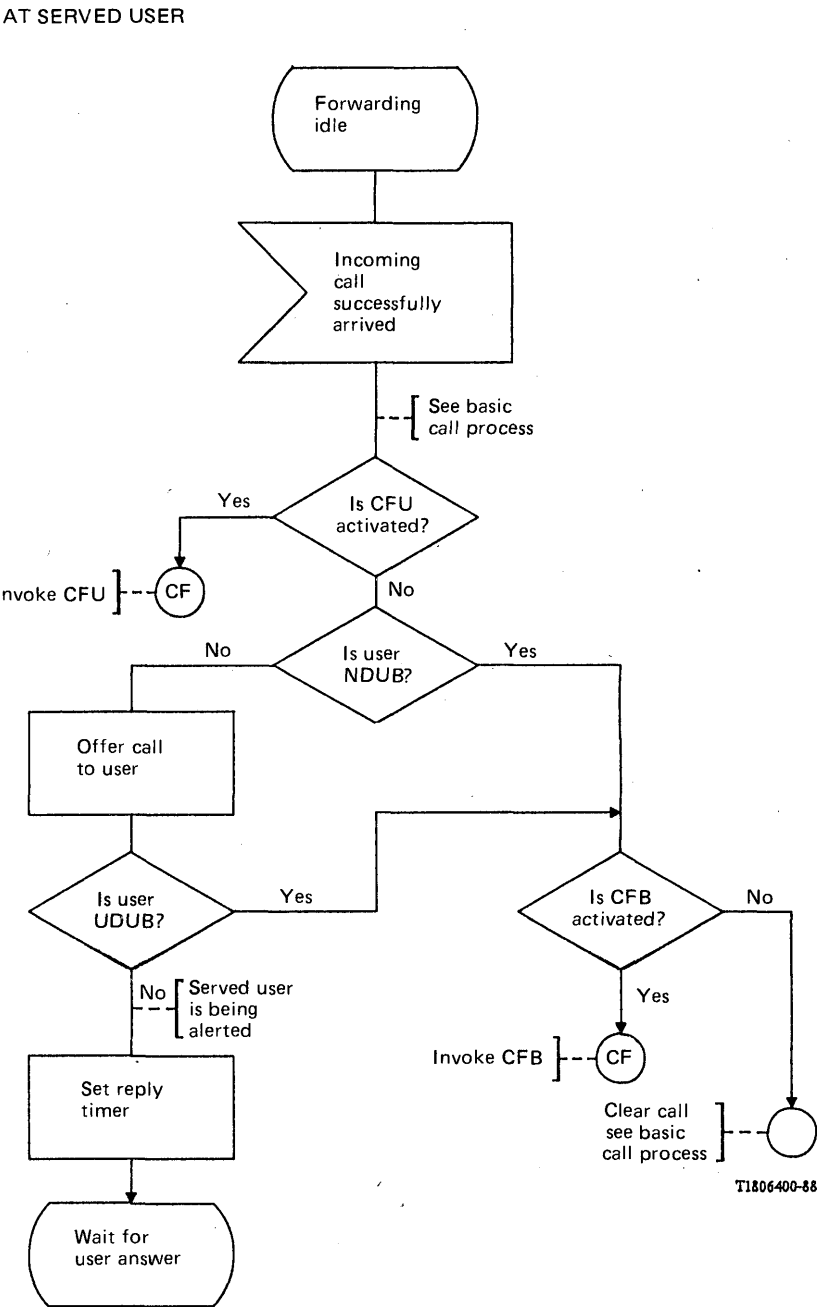 AT SERVED USER
Forwarding
idle
Incoming
call
successfully
arrived
See basic
call process
Is CFU
activated?
Yes
nvoke CFU
CF
No
Is user
NDUB?
No
Yes
Offer call
to user
Is user
UDUB?
Yes
Is CFB
activated?
No
No
Served user
is being
alerted
Yes
Invoke CFB
CF
Set reply
timer
Clear call
see basic
call process
T1806400-88
Wait for
user answer